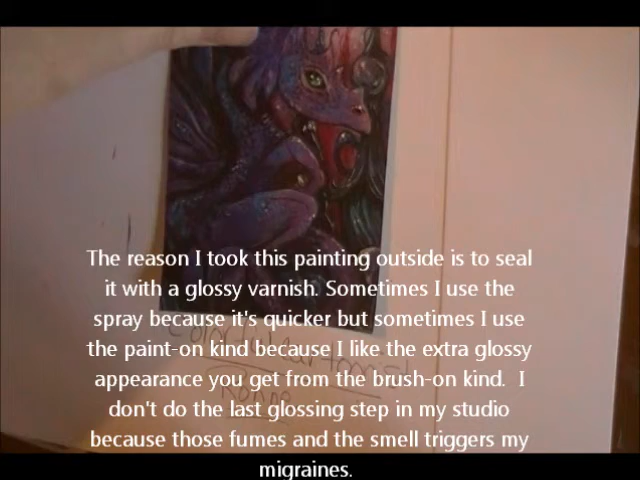 The reason I took this painting outside is to seal
it with a glossy varnish. Sometimes I use the
spray because it's quicker but sometimes I use
the paint-on kind because I like the extra glossy
appearance you get from the brush-on kind.  I
don't do the last glossing step in my studio
because those fumes and the smell triggers my
migraines.